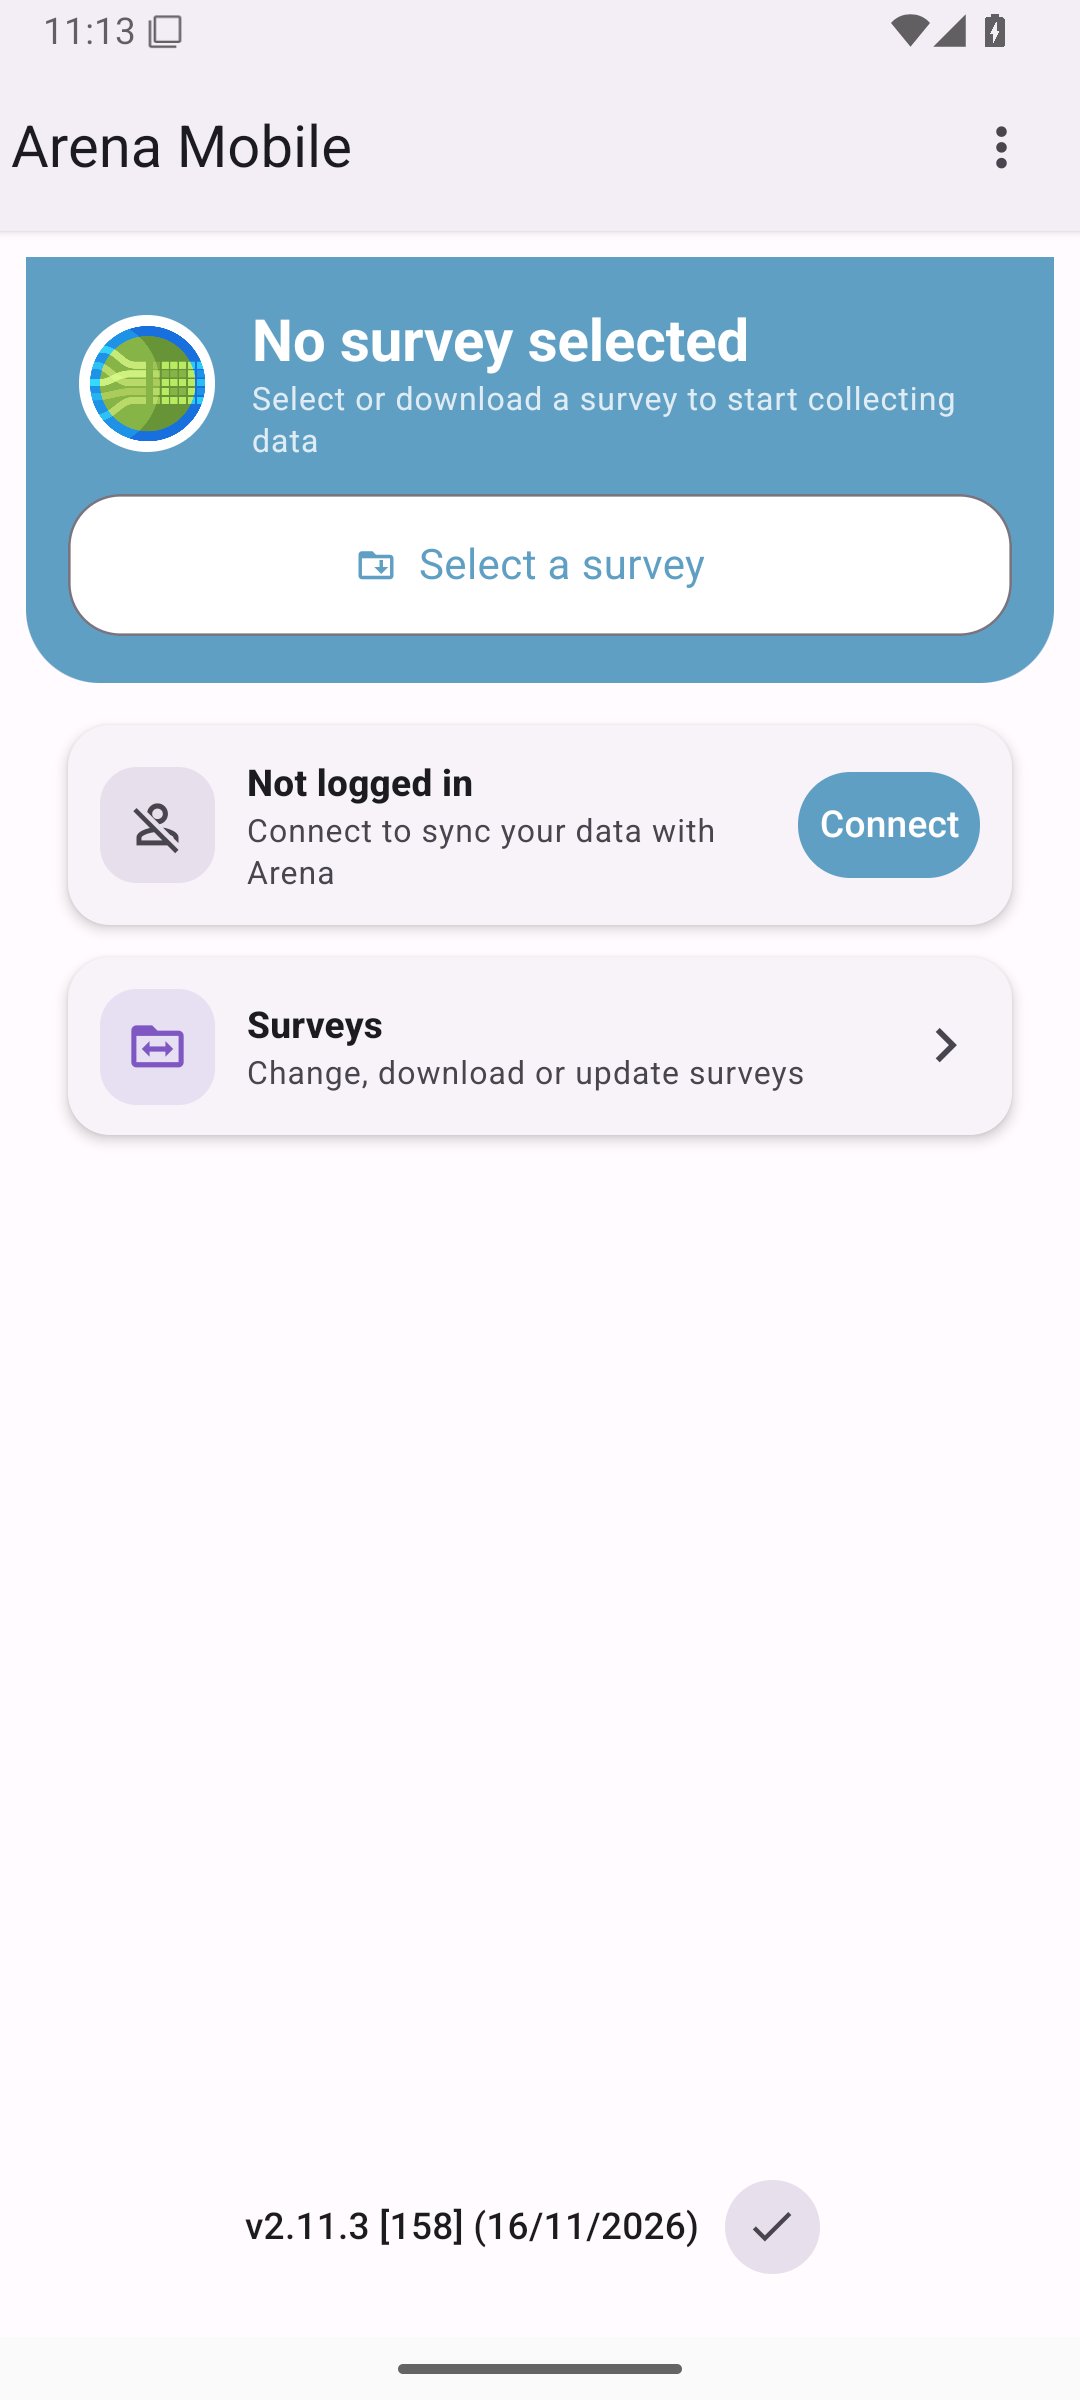 11:13
Arena Mobile
No survey selected
Select or download a survey to start collecting
data
Select a survey
Not logged in
Connect to sync your data with
Arena
Connect
Surveys
Change, download or update surveys
v2.11.3 [158] (16/11/2026)